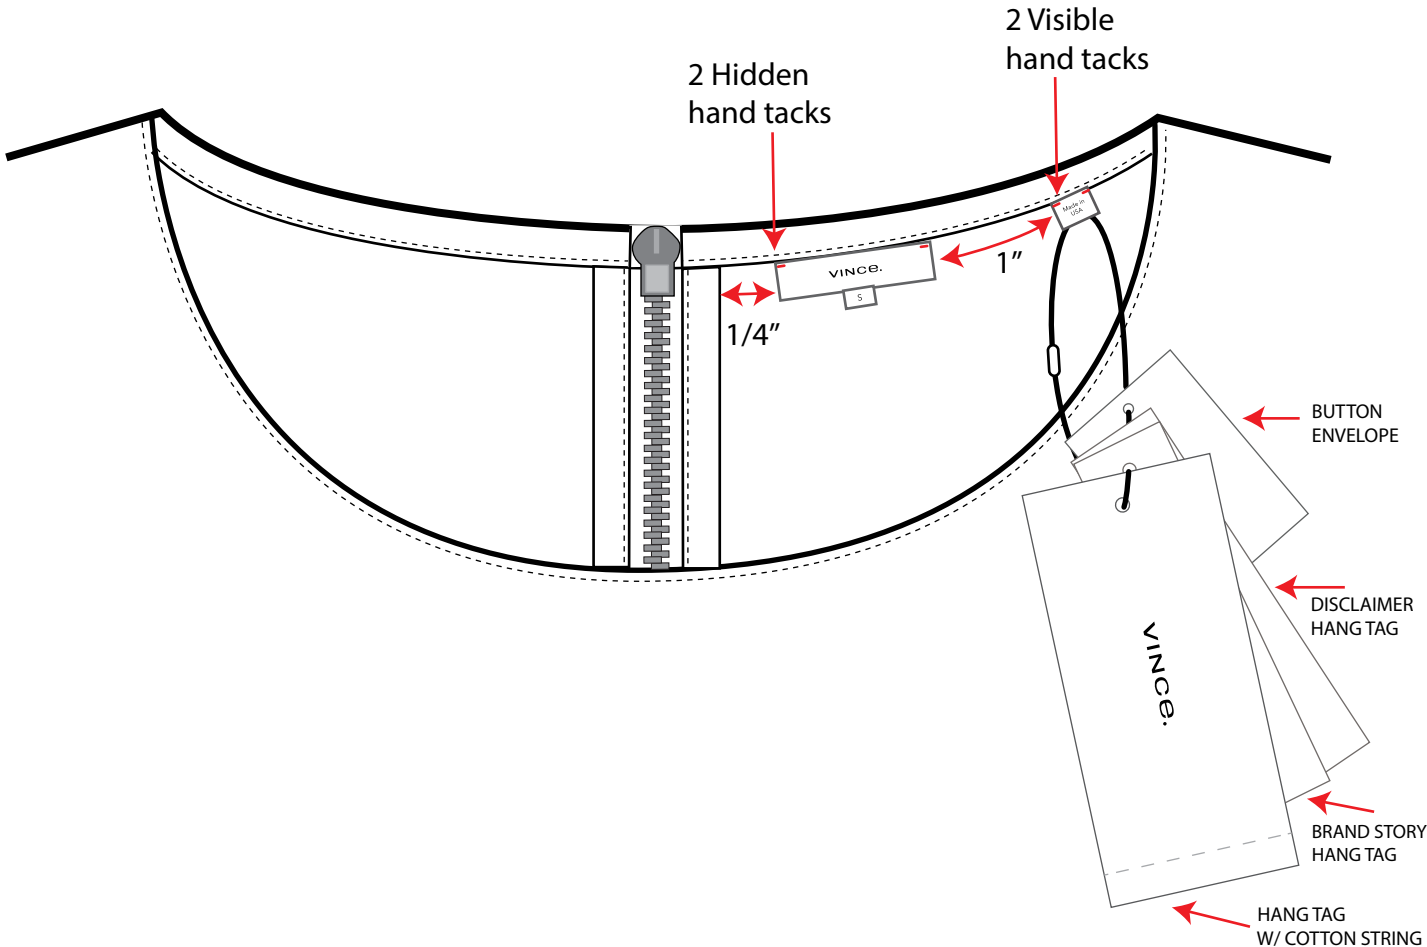 2 Visible
hand tacks
2 Hidden
hand tacks
Made in
USA
VINCE.
S
1”
1/4”
BUTTON
ENVELOPE
DISCLAIMER
HANG TAG
VINCE.
BRAND STORY
HANG TAG
HANG TAG
W/ COTTON STRING